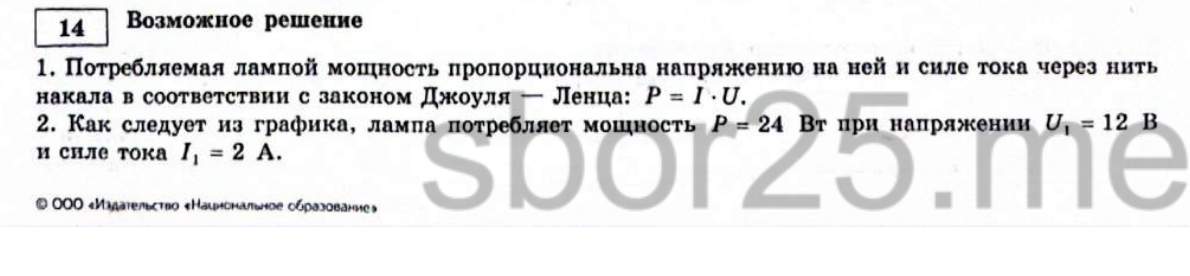 14 Возможное решение
1. Потребляемая лампой мощность пропорциональна напряжению на ней и силе тока через нить
накала в соответствии с законом Джоуля — Ленца: P = I · U.
2. Как следует из графика, лампа потребляет мощность P = 24 Вт при напряжении U₁ = 12 В
и силе тока I₁ = 2 А.
sbor25.me
© ООО «Издательство «Национальное образование»